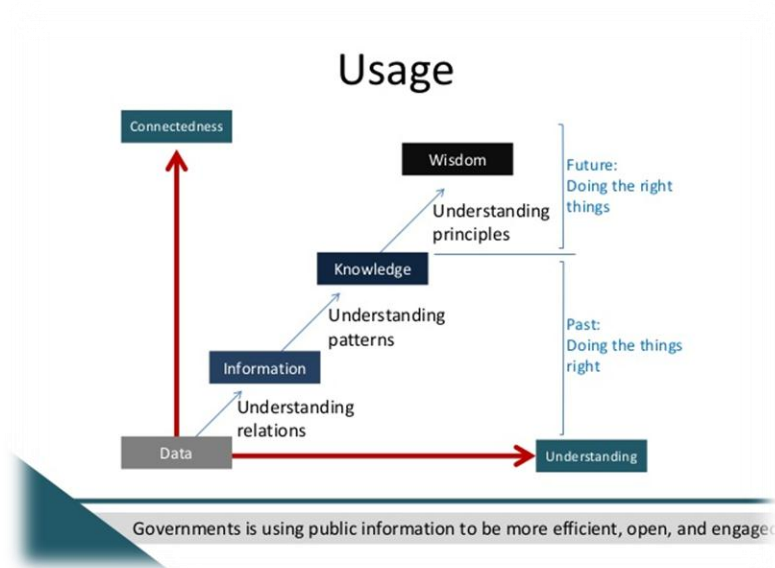 Usage
Connectedness
Wisdom
Future:
Doing the right
things
Understanding
principles
Knowledge
Understanding
patterns
Past:
Doing the things
right
Information
Understanding
relations
Data
Understanding
Governments is using public information to be more efficient, open, and engaged